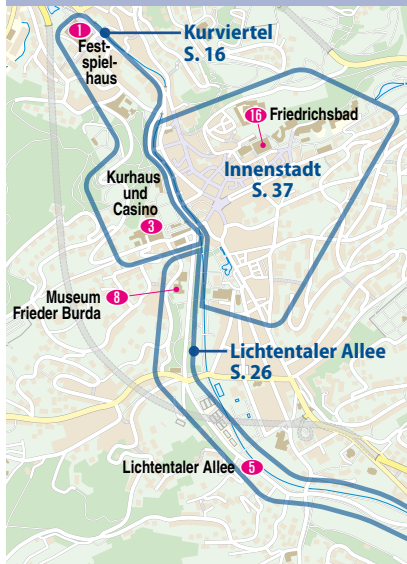 1
Fest-
spiel-
haus
Kurviertel
S. 16
16 Friedrichsbad
Innenstadt
S. 37
Kurhaus
und
Casino
3
Museum 8
Frieder Burda
Lichtentaler Allee
S. 26
Lichtentaler Allee 5